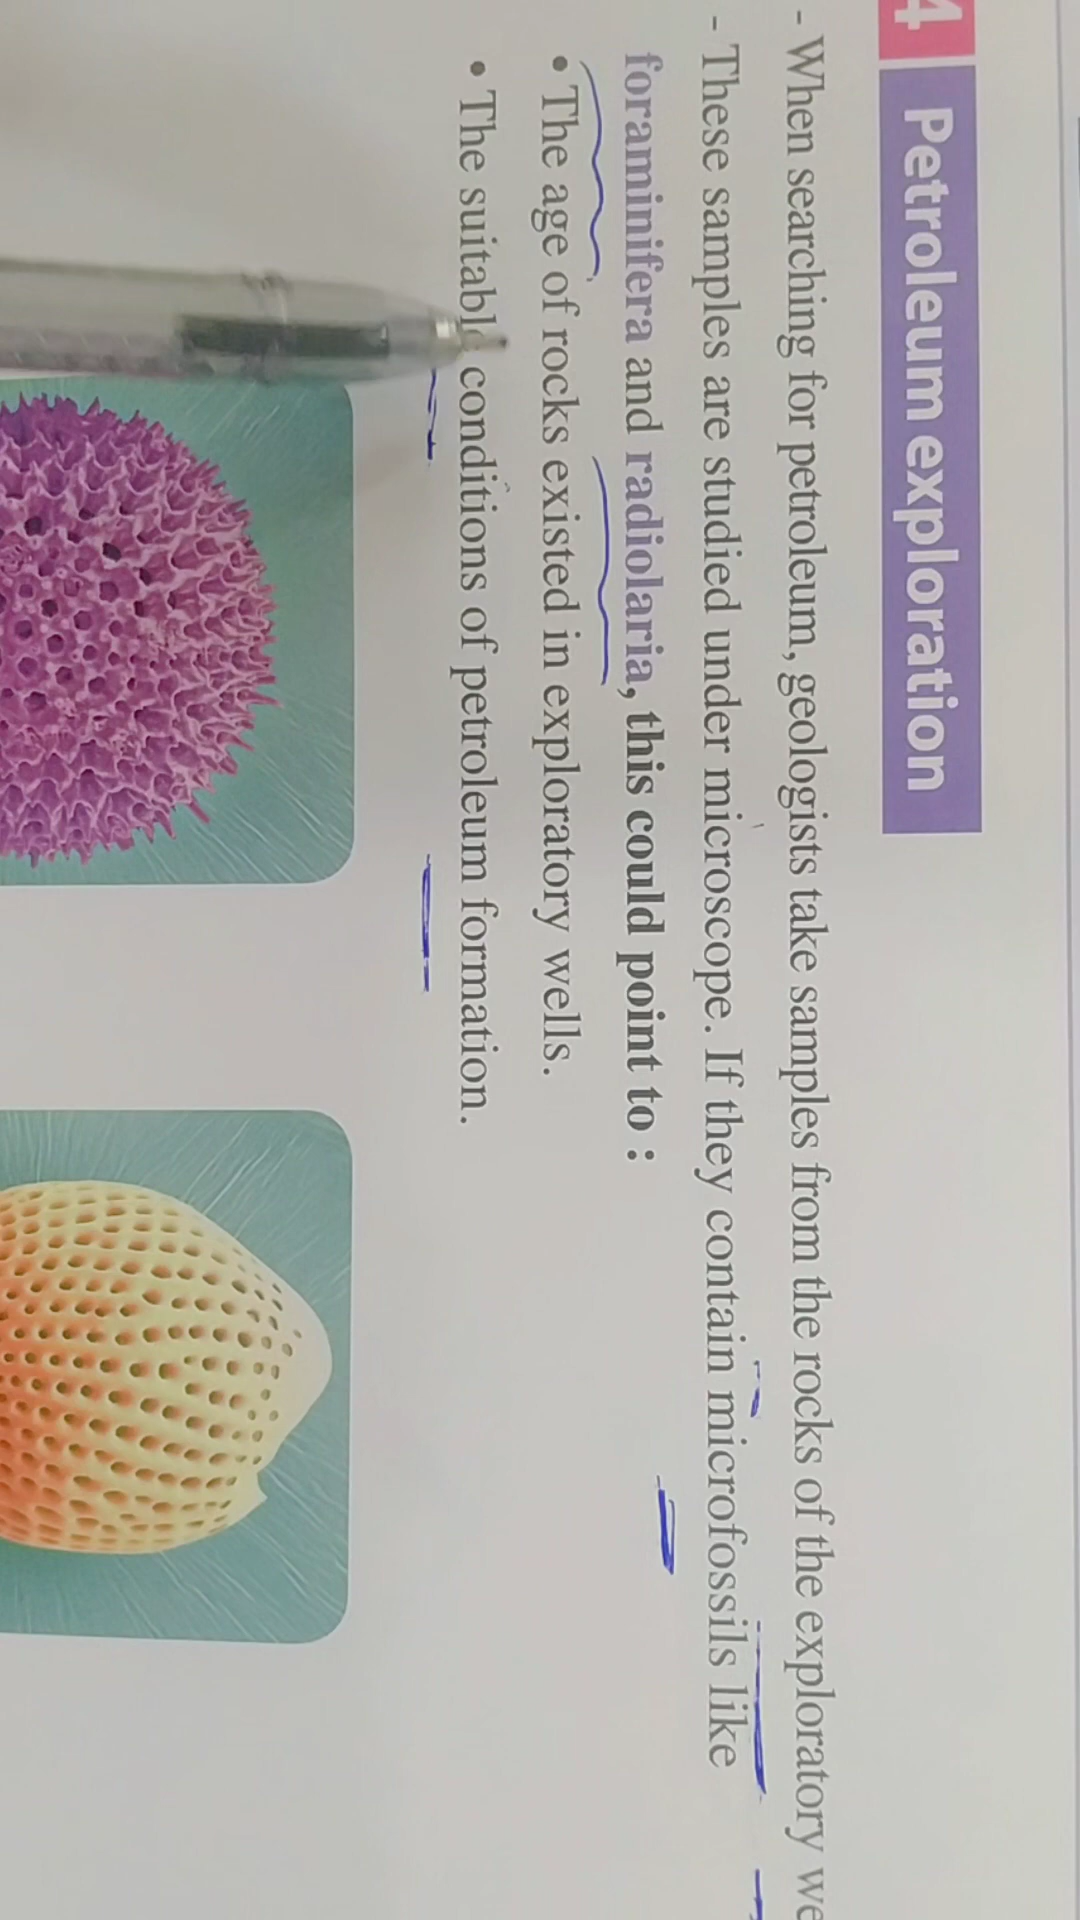 4 Petroleum exploration
- When searching for petroleum, geologists take samples from the rocks of the exploratory we
- These samples are studied under microscope. If they contain microfossils like
foraminifera and radiolaria, this could point to :
• The age of rocks existed in exploratory wells.
• The suitable conditions of petroleum formation.